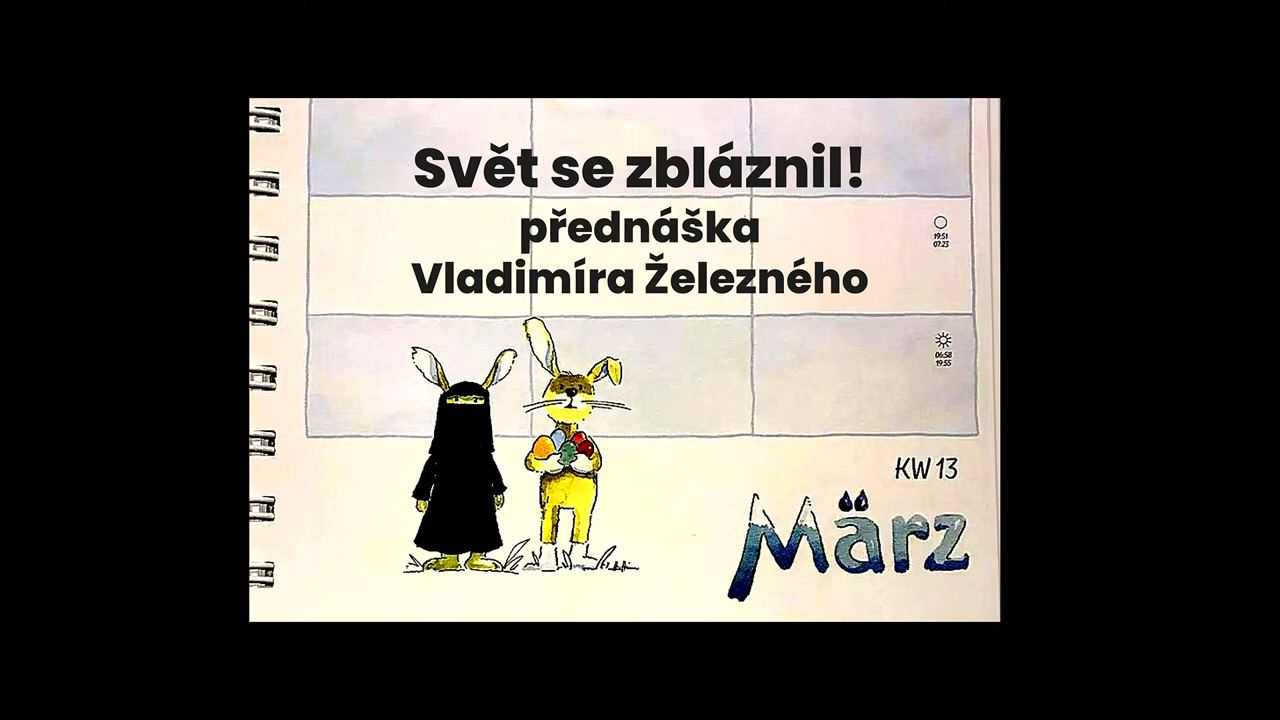 Svět se zbláznil!
přednáška
Vladimíra Železného
19:51
07:23
06:58
19:55
KW 13
März